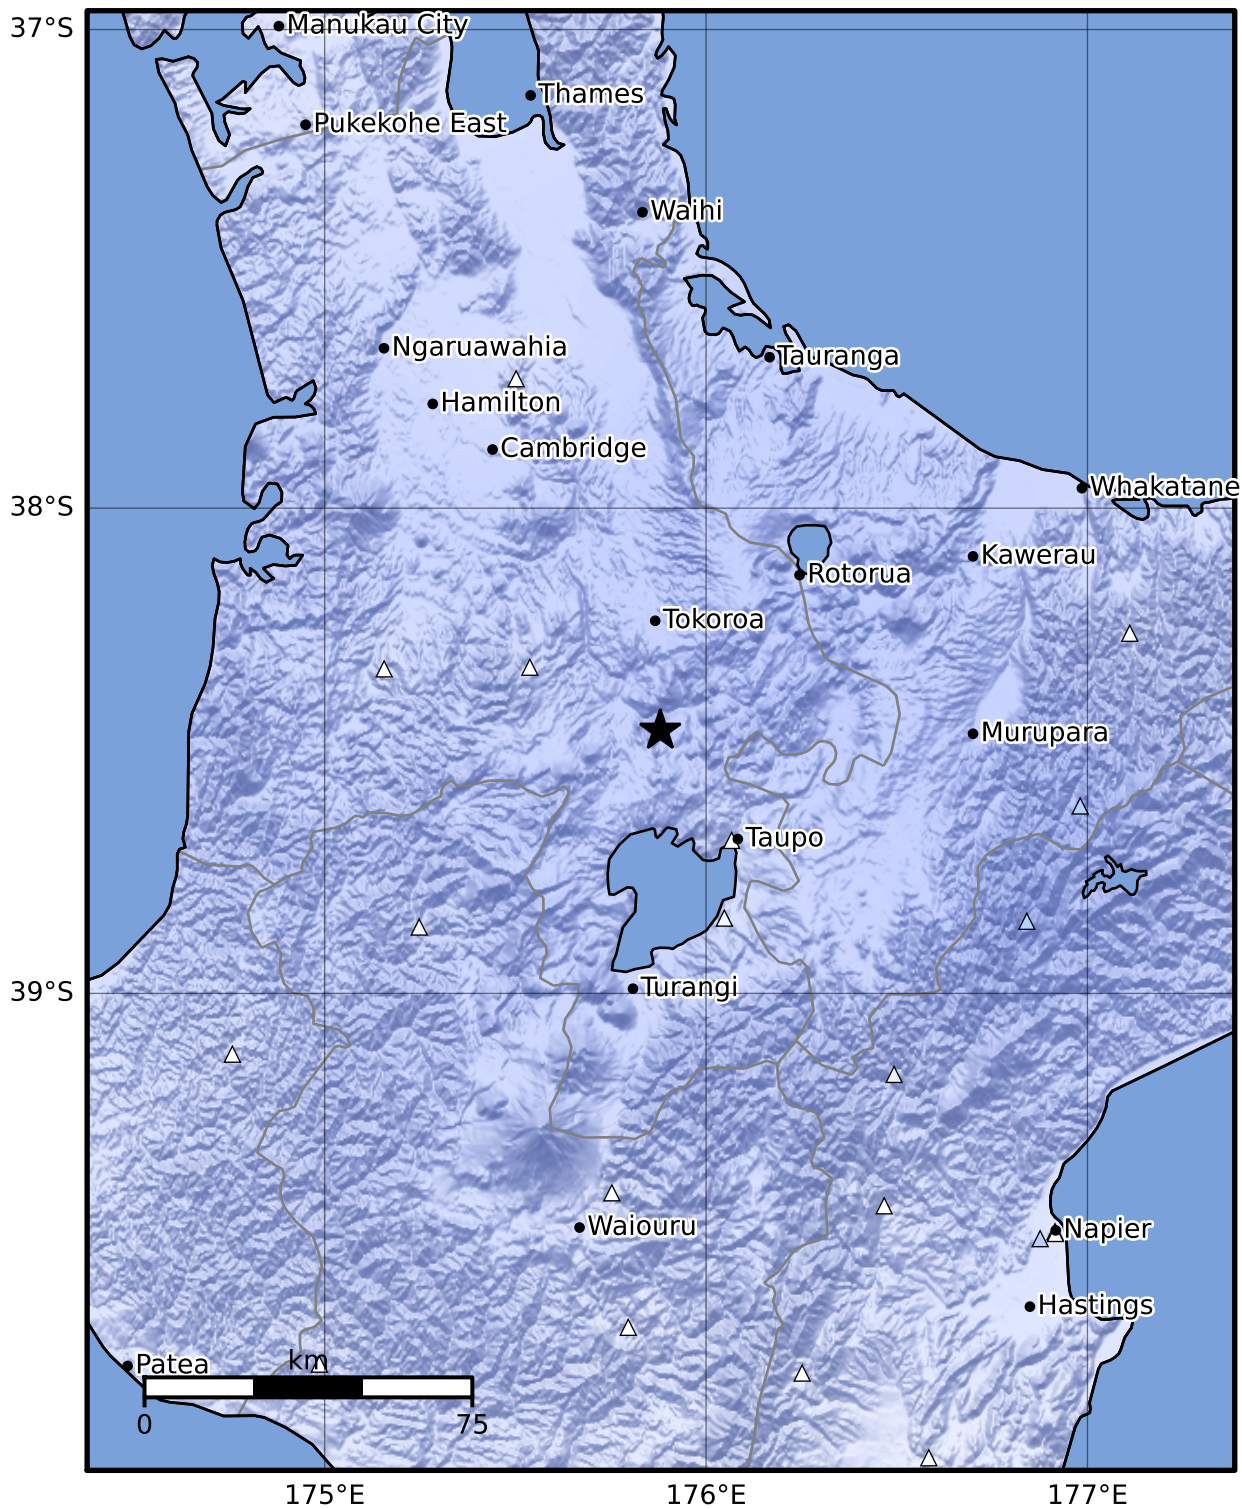 37°S
Manukau City
Thames
Pukekohe East
Waihi
Ngaruawahia
Tauranga
Hamilton
Cambridge
Whakatane
38°S
Kawerau
Rotorua
Tokoroa
Murupara
Taupo
39°S
Turangi
Waiouru
Napier
Hastings
km
Patea
0
75
175°E
176°E
177°E